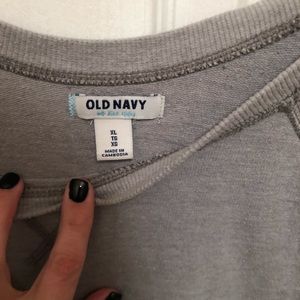 OLD NAVY
XL
TG
XG
MADE IN
CAMBODIA